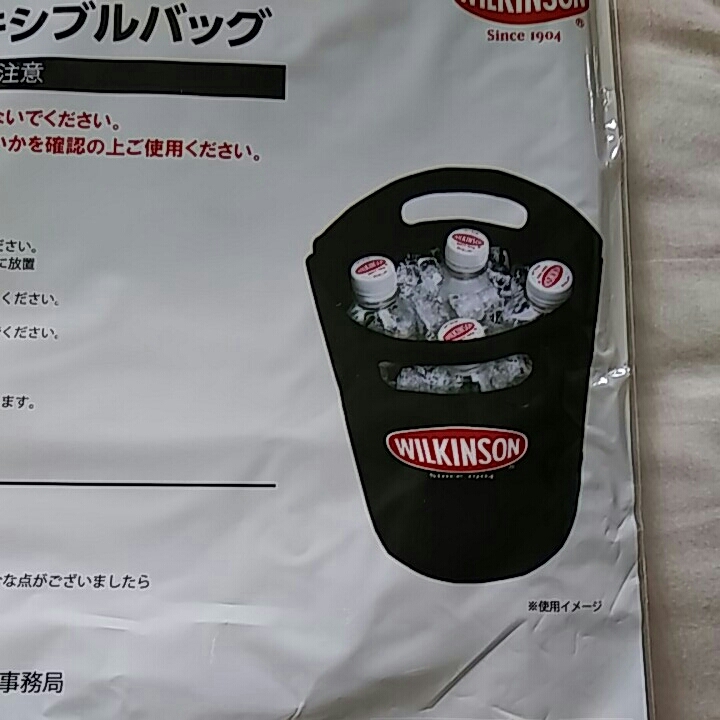 WILKINSON
®
Since 1904
キシブルバッグ
注意
ないでください。
いかを確認の上ご使用ください。
ださい。
に放置
ください。
ください。
ます。
WILKINSON
WILKINSON
®
な点がございましたら
※使用イメージ
事務局